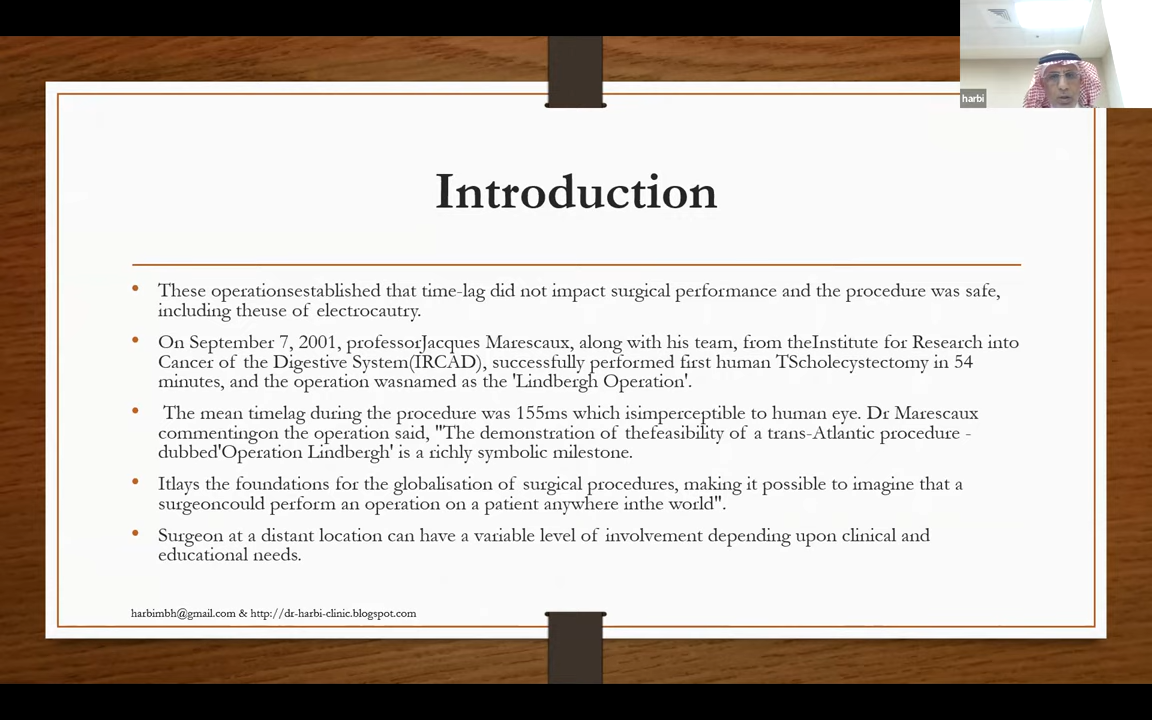 harbi
Introduction
• These operationsestablished that time-lag did not impact surgical performance and the procedure was safe,
including theuse of electrocautry.
• On September 7, 2001, professorJacques Marescaux, along with his team, from theInstitute for Research into
Cancer of the Digestive System(IRCAD), successfully performed first human TScholecystectomy in 54
minutes, and the operation wasnamed as the 'Lindbergh Operation'.
• The mean timelag during the procedure was 155ms which isimperceptible to human eye. Dr Marescaux
commentingon the operation said, "The demonstration of thefeasibility of a trans-Atlantic procedure -
dubbed'Operation Lindbergh' is a richly symbolic milestone.
• Itlays the foundations for the globalisation of surgical procedures, making it possible to imagine that a
surgeoncould perform an operation on a patient anywhere inthe world".
• Surgeon at a distant location can have a variable level of involvement depending upon clinical and
educational needs.
harbimbh@gmail.com & http://dr-harbi-clinic.blogspot.com